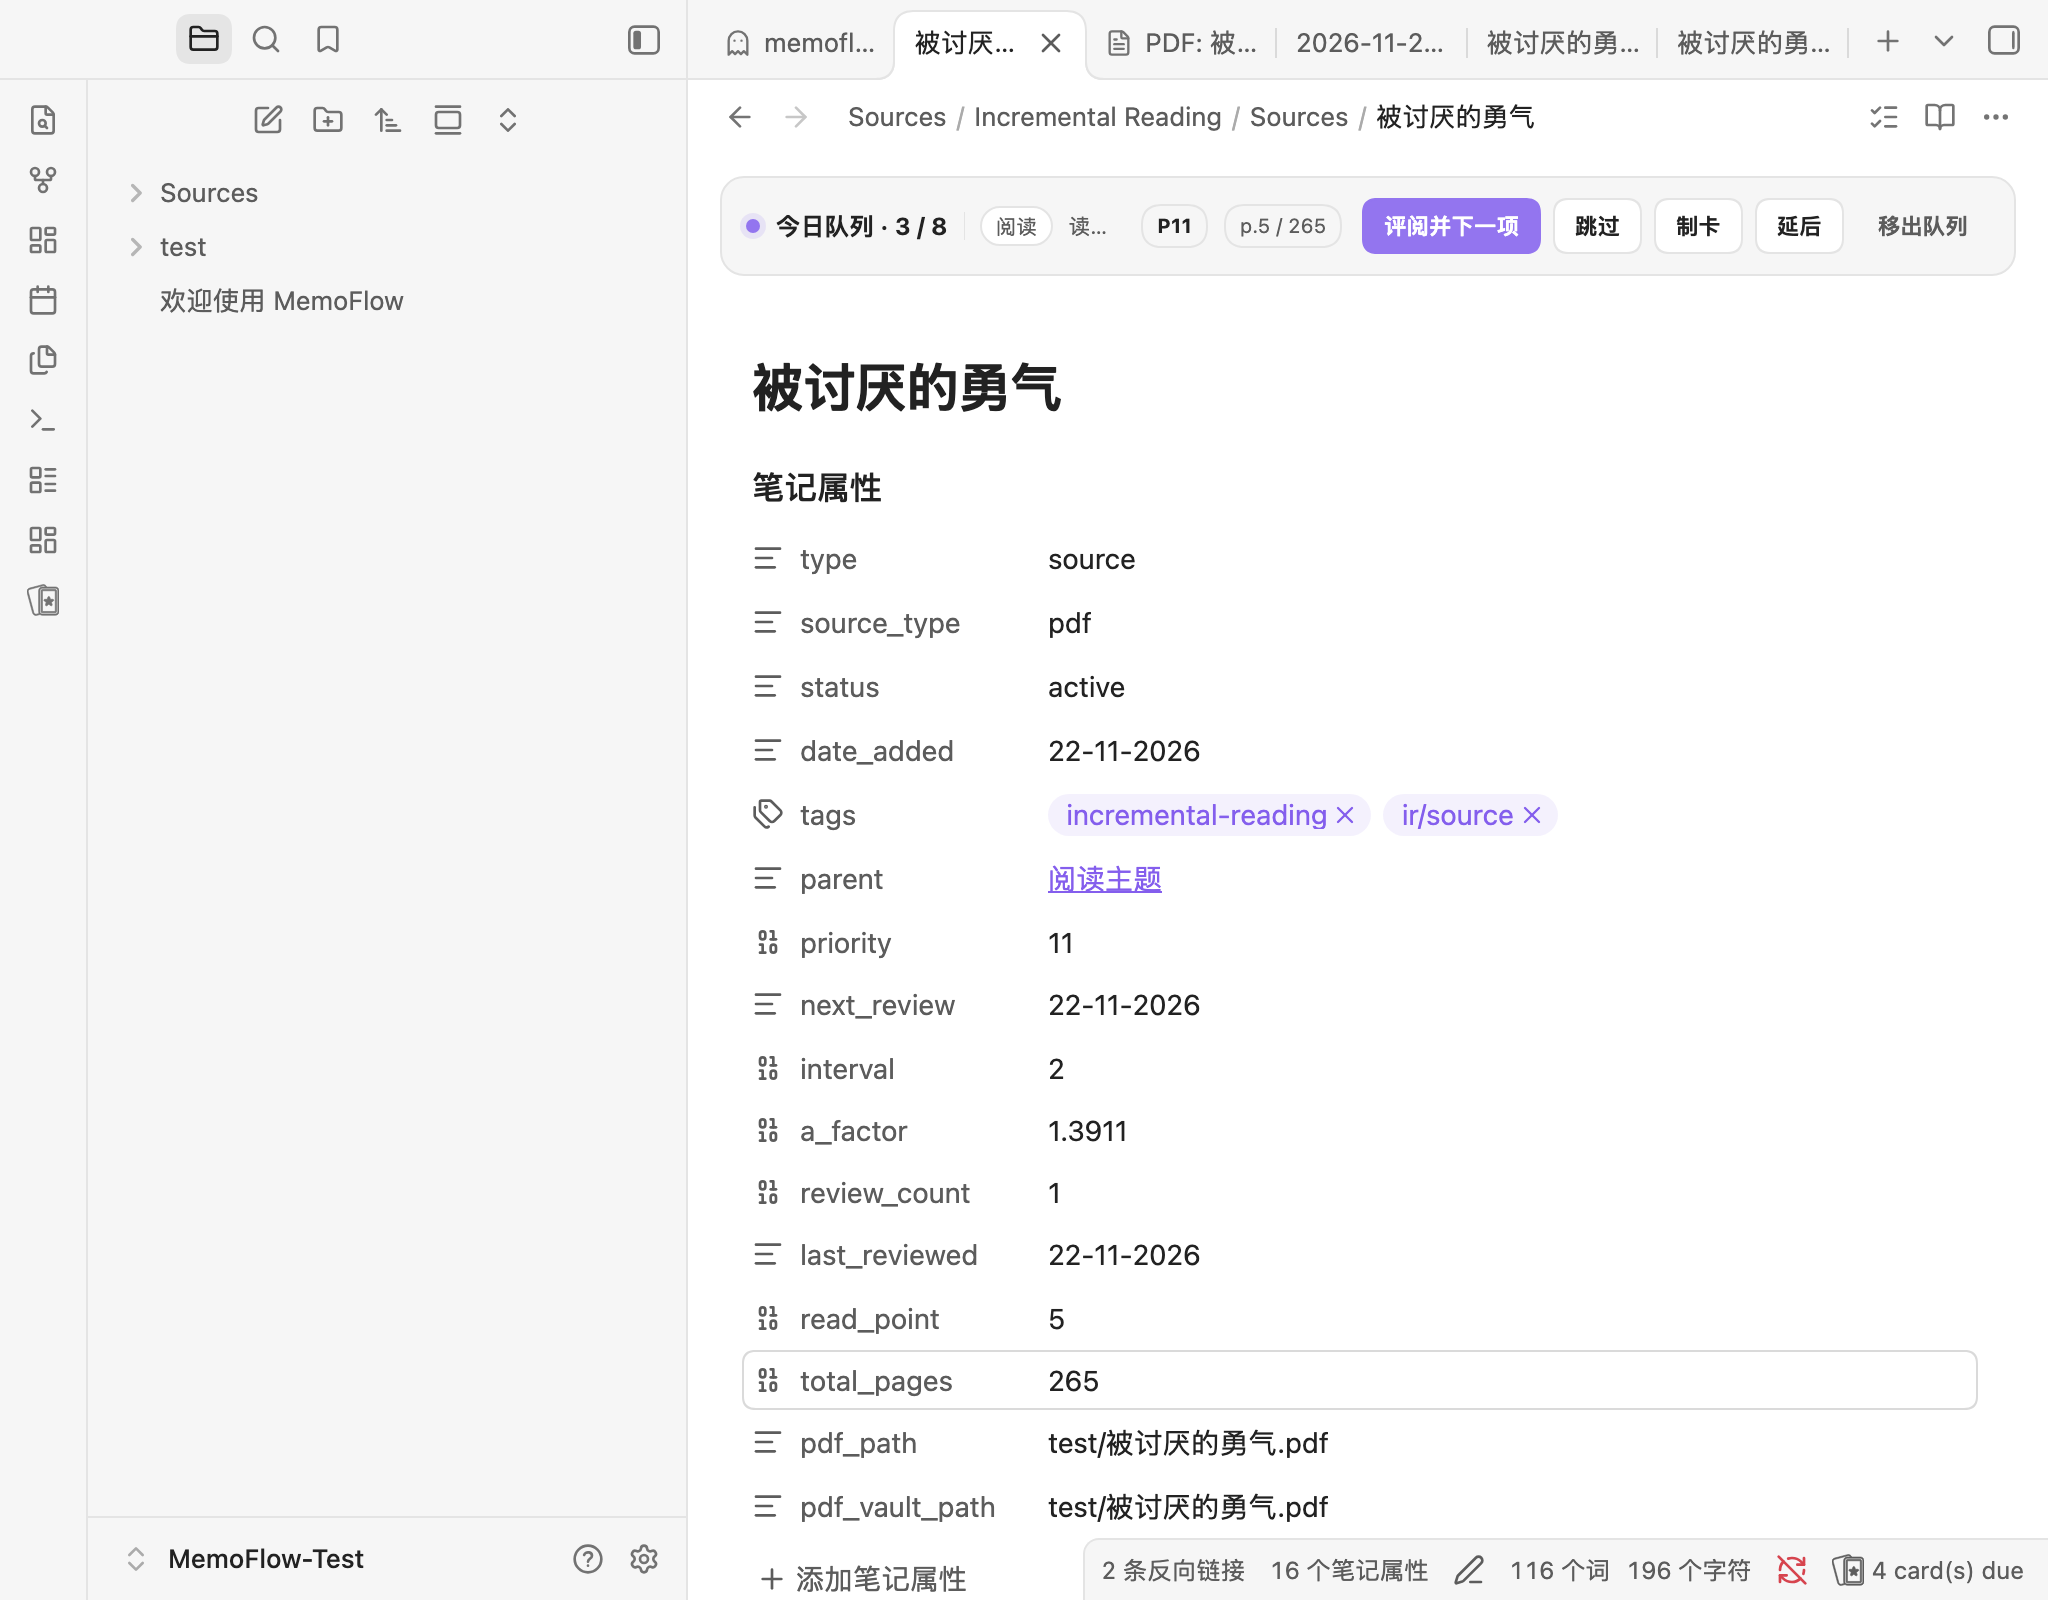 memofl...
被讨厌...
PDF: 被...
2026-11-2...
被讨厌的勇...
被讨厌的勇...
Sources / Incremental Reading / Sources / 被讨厌的勇气
Sources
test
欢迎使用 MemoFlow
今日队列 · 3 / 8
阅读
读...
P11
p.5 / 265
评阅并下一项
跳过
制卡
延后
移出队列
被讨厌的勇气
笔记属性
type source
source_type pdf
status active
date_added 22-11-2026
tags incremental-reading ir/source
parent 阅读主题
priority 11
next_review 22-11-2026
interval 2
a_factor 1.3911
review_count 1
last_reviewed 22-11-2026
read_point 5
total_pages 265
pdf_path test/被讨厌的勇气.pdf
pdf_vault_path test/被讨厌的勇气.pdf
添加笔记属性
MemoFlow-Test
2 条反向链接 16 个笔记属性 116 个词 196 个字符 4 card(s) due